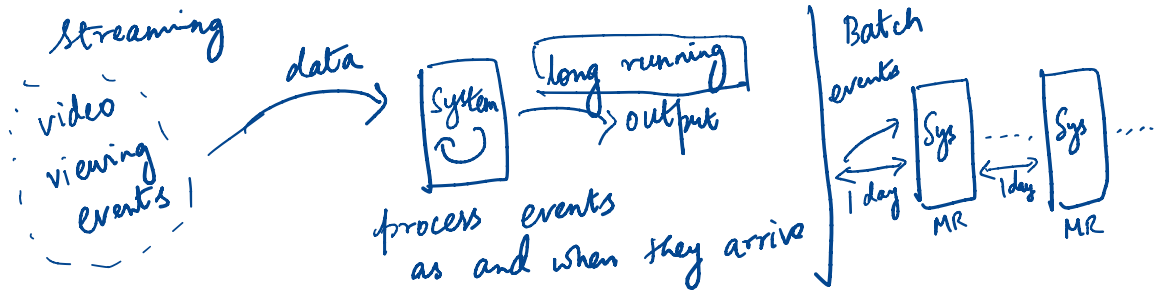 Streaming
video
viewing
events
data
System
long running
output
process events
as and when they arrive
Batch
events
Sys
.....
Sys
....
1 day
1 day
MR
MR